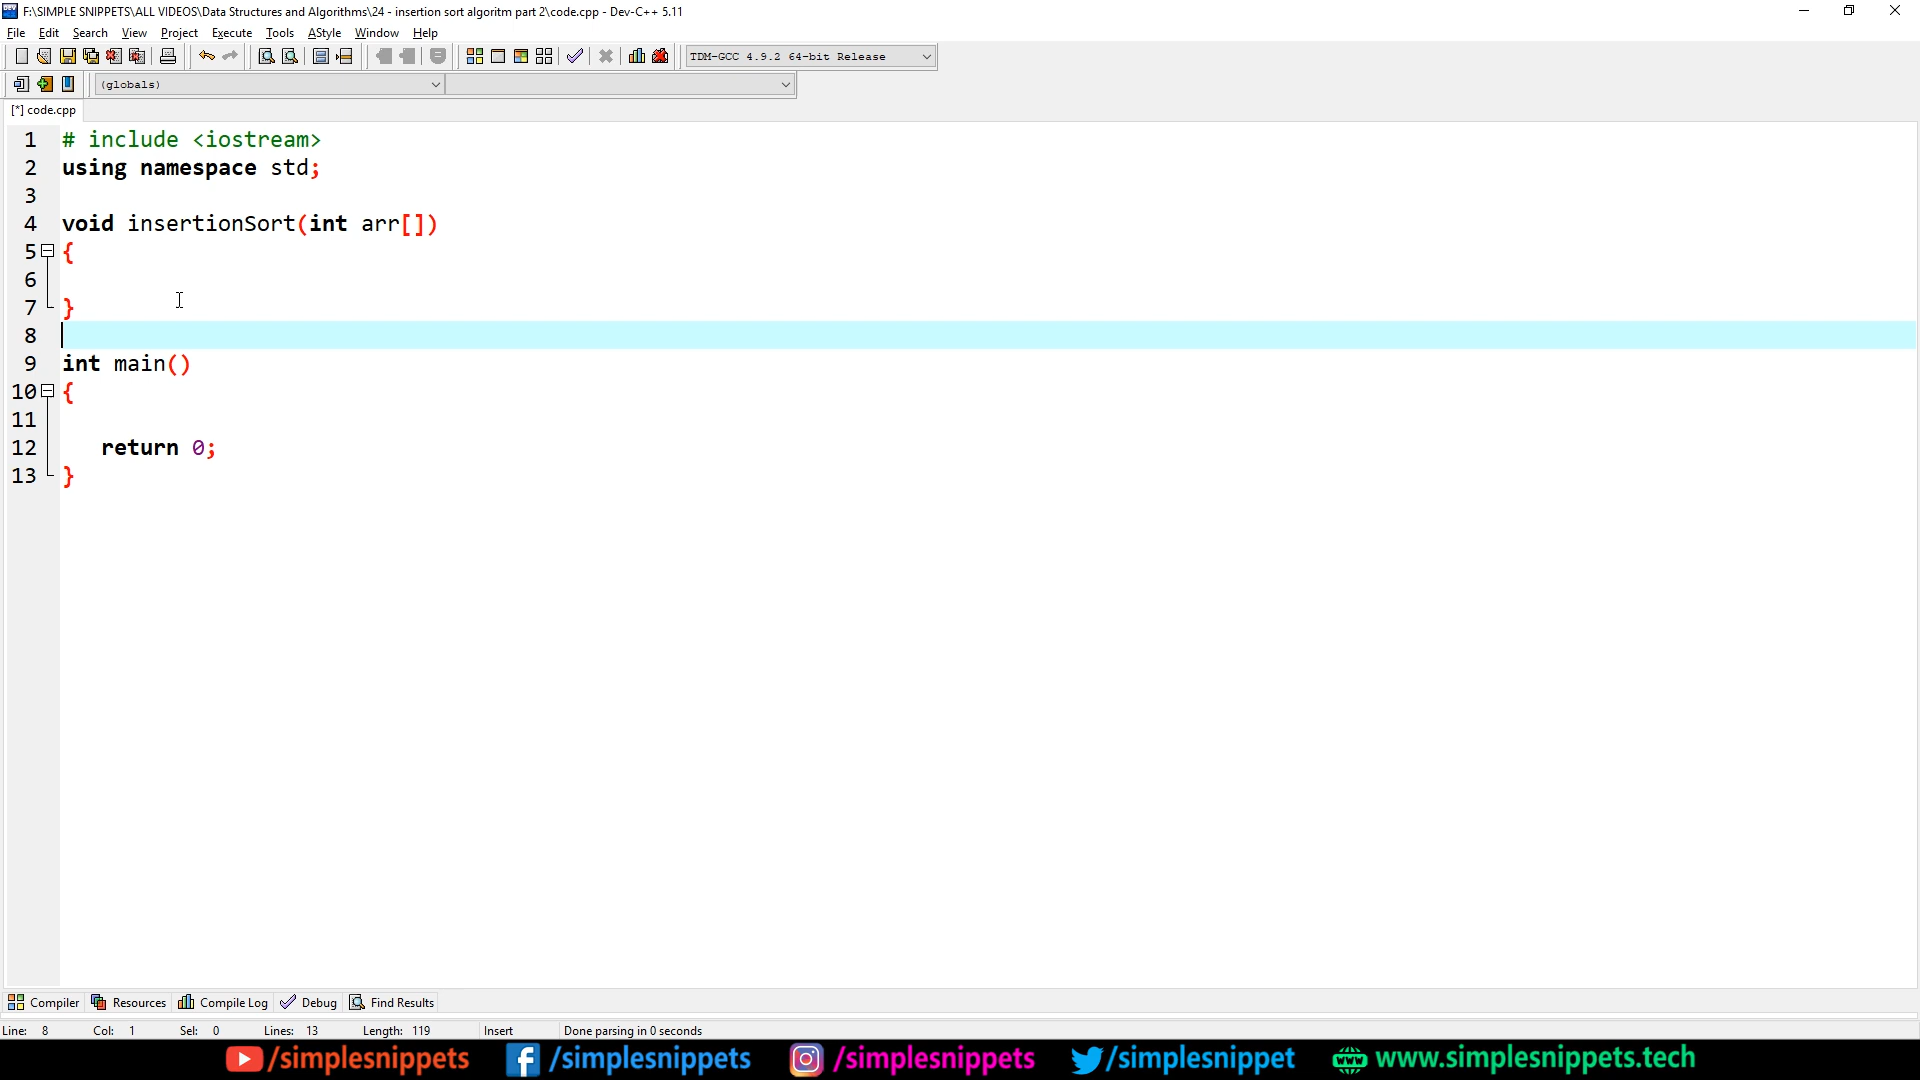 F:\SIMPLE SNIPPETS\ALL VIDEOS\Data Structures and Algorithms\24 - insertion sort algoritm part 2\code.cpp - Dev-C++ 5.11
File Edit Search View Project Execute Tools AStyle Window Help
TDM-GCC 4.9.2 64-bit Release
(globals)
[*] code.cpp
1 # include <iostream>
2 using namespace std;
3
4 void insertionSort(int arr[])
5 {
6
7 }
8
9 int main()
10 {
11
12 return 0;
13 }
Compiler Resources Compile Log Debug Find Results
Line: 8 Col: 1 Sel: 0 Lines: 13 Length: 119 Insert Done parsing in 0 seconds
/simplesnippets /simplesnippets /simplesnippets /simplesnippet www.simplesnippets.tech